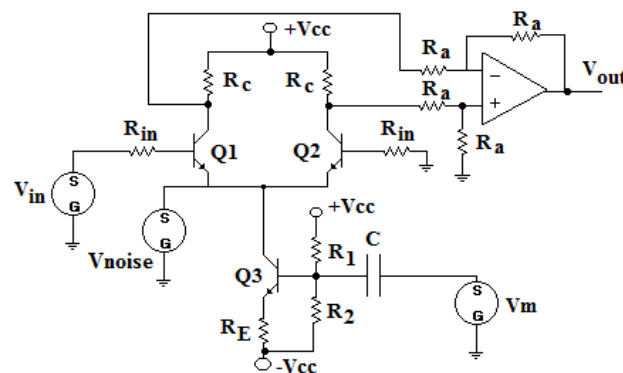 +Vcc
Rc
Rc
Ra
Ra
Vout
Ra
Ra
−
+
Rin
Q1
Q2
Rin
Vin
S
G
Vnoise
S
G
+Vcc
R1
C
Q3
RE
R2
S
G
Vm
-Vcc